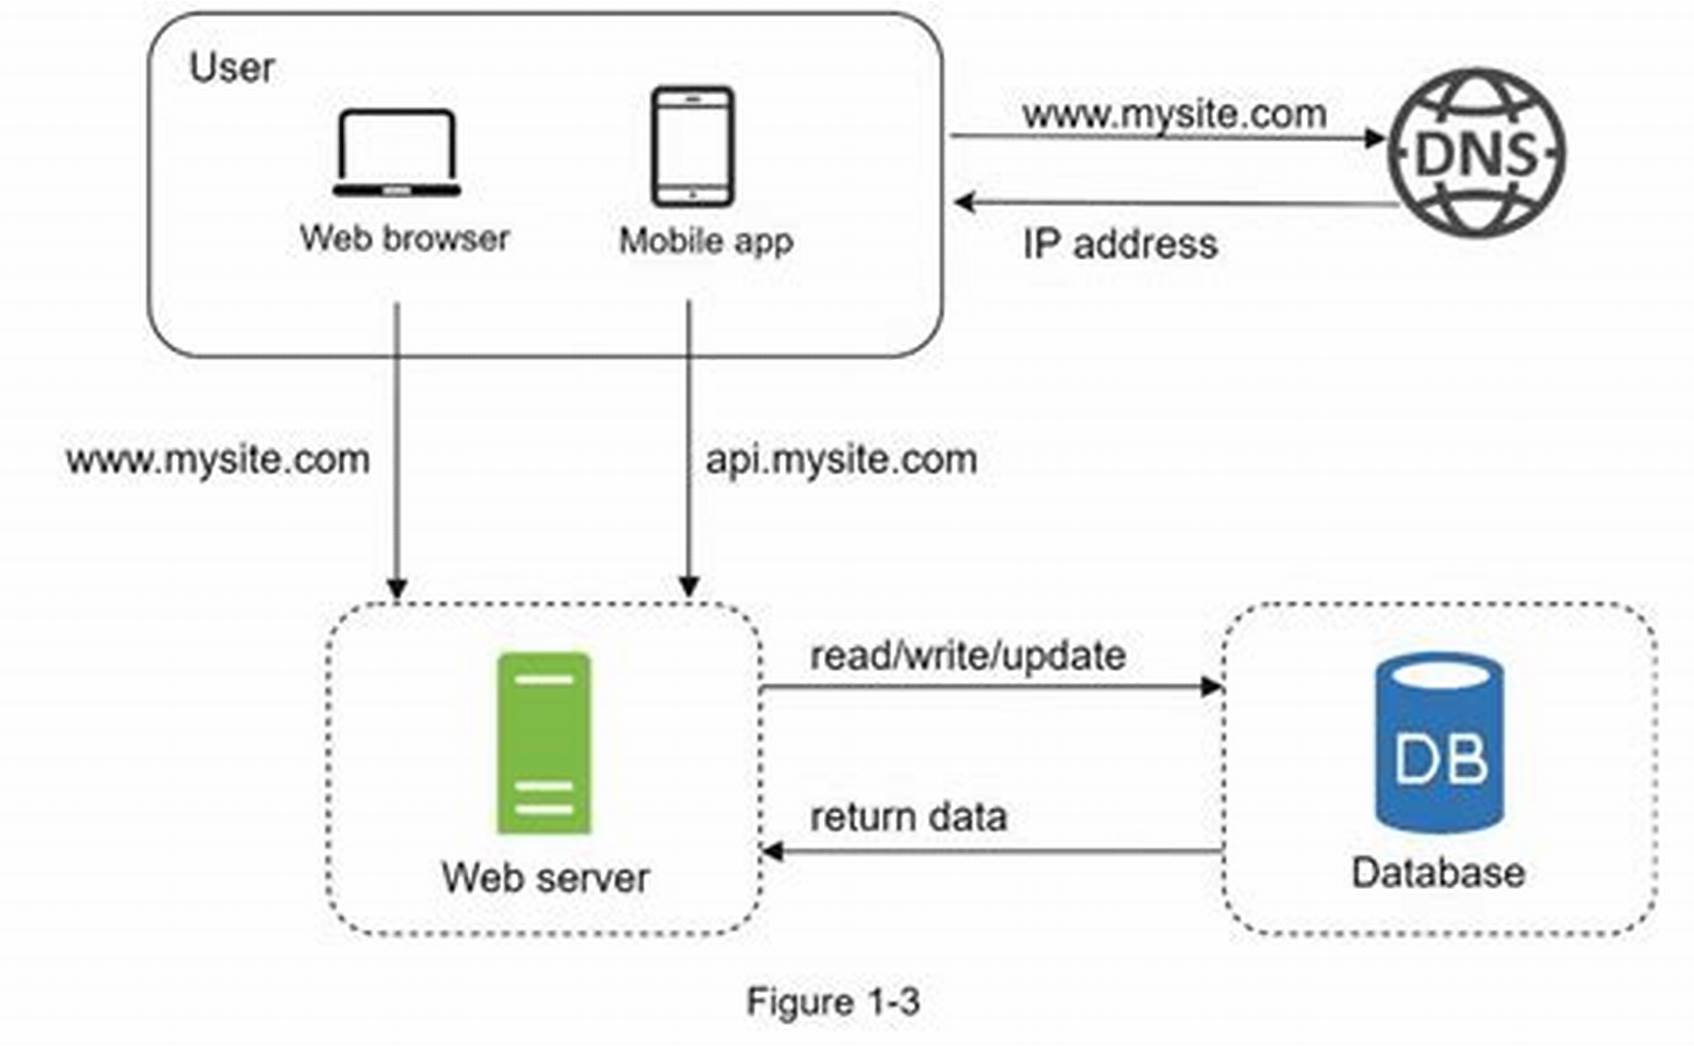 User
Web browser
Mobile app
www.mysite.com
DNS
IP address
www.mysite.com
api.mysite.com
read/write/update
DB
return data
Web server
Database
Figure 1-3